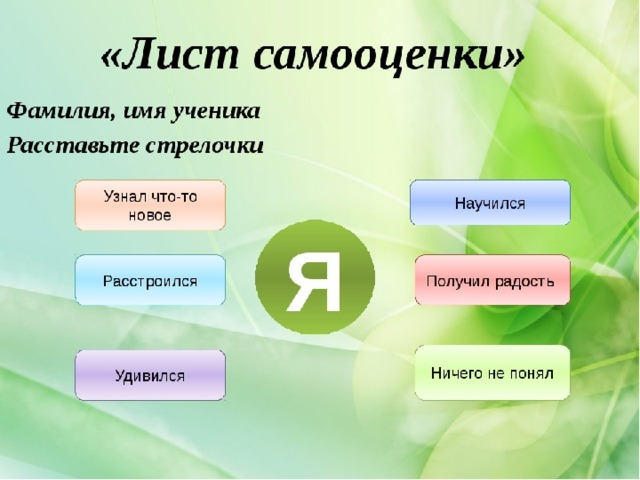 «Лист самооценки»
Фамилия, имя ученика
Расставьте стрелочки
Узнал что-то
новое
Научился
Я
Расстроился
Получил радость
Удивился
Ничего не понял